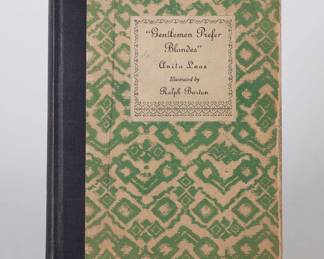 "Gentlemen Prefer
Blondes"
Anita Loos
Illustrated by
Ralph Barton